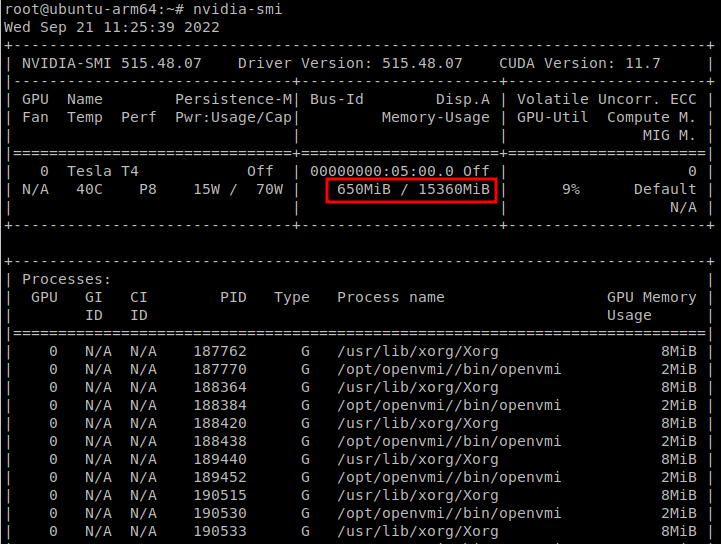 root@ubuntu-arm64:~# nvidia-smi
Wed Sep 21 11:25:39 2022
+-----------------------------------------------------------------------------+
| NVIDIA-SMI 515.48.07    Driver Version: 515.48.07    CUDA Version: 11.7     |
|-------------------------------+----------------------+----------------------+
| GPU  Name        Persistence-M| Bus-Id        Disp.A | Volatile Uncorr. ECC |
| Fan  Temp  Perf  Pwr:Usage/Cap|         Memory-Usage | GPU-Util  Compute M. |
|                               |                      |               MIG M. |
|===============================+======================+======================|
|   0  Tesla T4            Off  | 00000000:05:00.0 Off |                    0 |
| N/A   40C    P8    15W /  70W |    650MiB / 15360MiB |      9%      Default |
|                               |                      |                  N/A |
+-------------------------------+----------------------+----------------------+
+-----------------------------------------------------------------------------+
| Processes:                                                                  |
|  GPU   GI   CI        PID   Type   Process name                  GPU Memory |
|        ID   ID                                                   Usage      |
|=============================================================================|
|    0   N/A  N/A    187762      G   /usr/lib/xorg/Xorg                  8MiB |
|    0   N/A  N/A    187770      G   /opt/openvmi//bin/openvmi           2MiB |
|    0   N/A  N/A    188364      G   /usr/lib/xorg/Xorg                  8MiB |
|    0   N/A  N/A    188384      G   /opt/openvmi//bin/openvmi           2MiB |
|    0   N/A  N/A    188420      G   /usr/lib/xorg/Xorg                  8MiB |
|    0   N/A  N/A    188438      G   /opt/openvmi//bin/openvmi           2MiB |
|    0   N/A  N/A    189440      G   /usr/lib/xorg/Xorg                  8MiB |
|    0   N/A  N/A    189452      G   /opt/openvmi//bin/openvmi           2MiB |
|    0   N/A  N/A    190515      G   /usr/lib/xorg/Xorg                  8MiB |
|    0   N/A  N/A    190530      G   /opt/openvmi//bin/openvmi           2MiB |
|    0   N/A  N/A    190533      G   /usr/lib/xorg/Xorg                  8MiB |